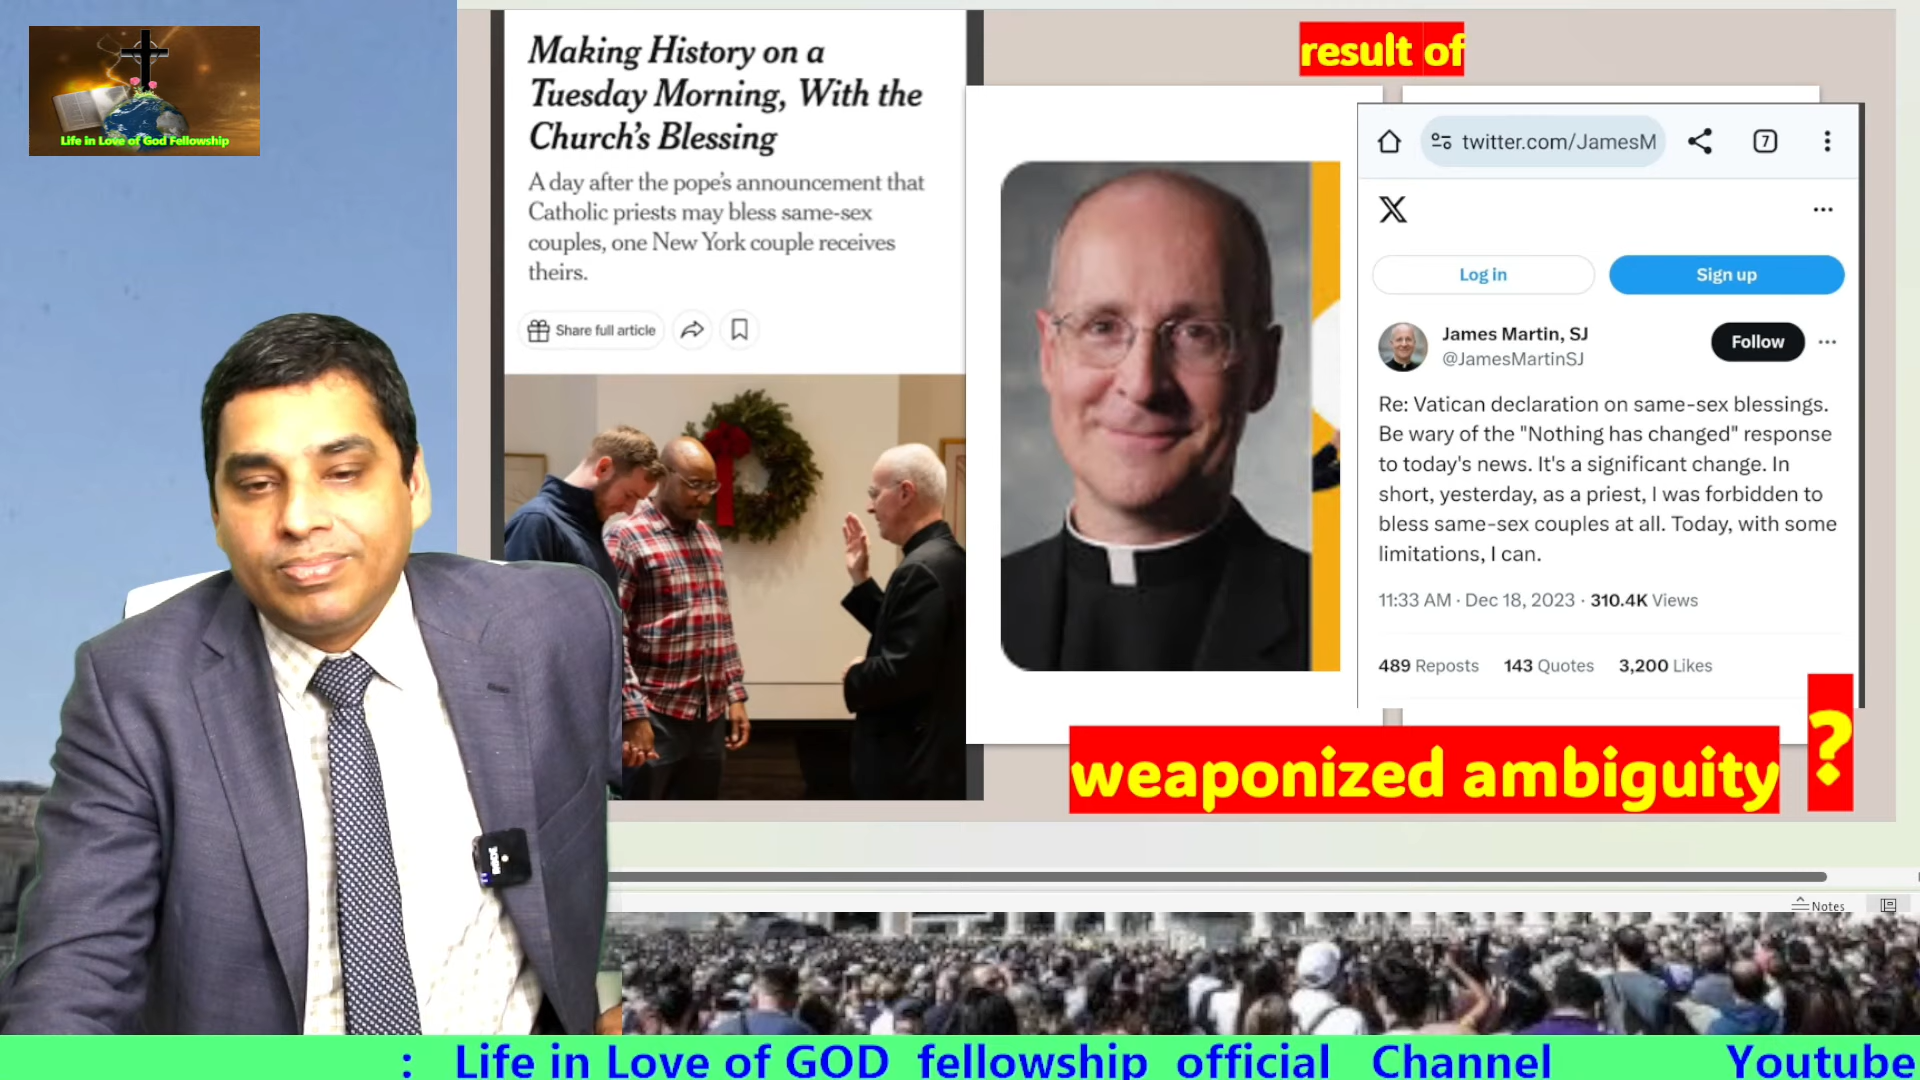 Life in Love of God Fellowship
Making History on a
Tuesday Morning, With the
Church's Blessing
A day after the pope's announcement that
Catholic priests may bless same-sex
couples, one New York couple receives
theirs.
Share full article
result of
twitter.com/JamesM
7
Log in
Sign up
James Martin, SJ
@JamesMartinSJ
Follow
Re: Vatican declaration on same-sex blessings.
Be wary of the "Nothing has changed" response
to today's news. It's a significant change. In
short, yesterday, as a priest, I was forbidden to
bless same-sex couples at all. Today, with some
limitations, I can.
11:33 AM · Dec 18, 2023 · 310.4K Views
489 Reposts 143 Quotes 3,200 Likes
weaponized ambiguity ?
Notes
: Life in Love of GOD fellowship official Channel Youtube